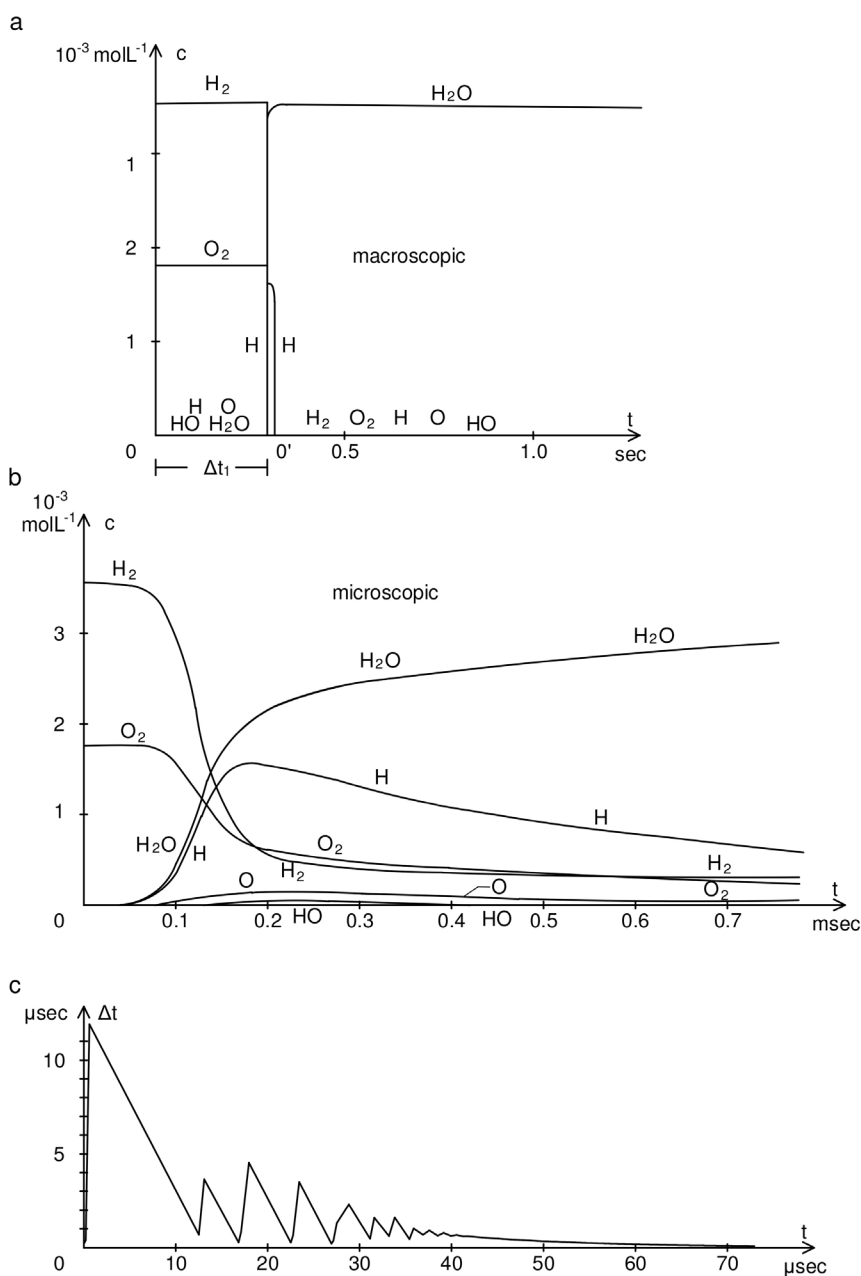 a
10⁻³ molL⁻¹ c
H₂
H₂O
1
2
O₂
macroscopic
1
H H
H O
HO H₂O
H₂ O₂ H O HO
t
0 0' 0.5 1.0 sec
Δt₁
b
10⁻³
molL⁻¹ c
H₂
microscopic
3
H₂O
H₂O
2
O₂
H
1
H
H₂O
H
O₂
H₂
H₂
O
O
O₂
t
HO
HO
0 0.1 0.2 0.3 0.4 0.5 0.6 0.7 msec
c
μsec Δt
10
5
t
0 10 20 30 40 50 60 70 μsec